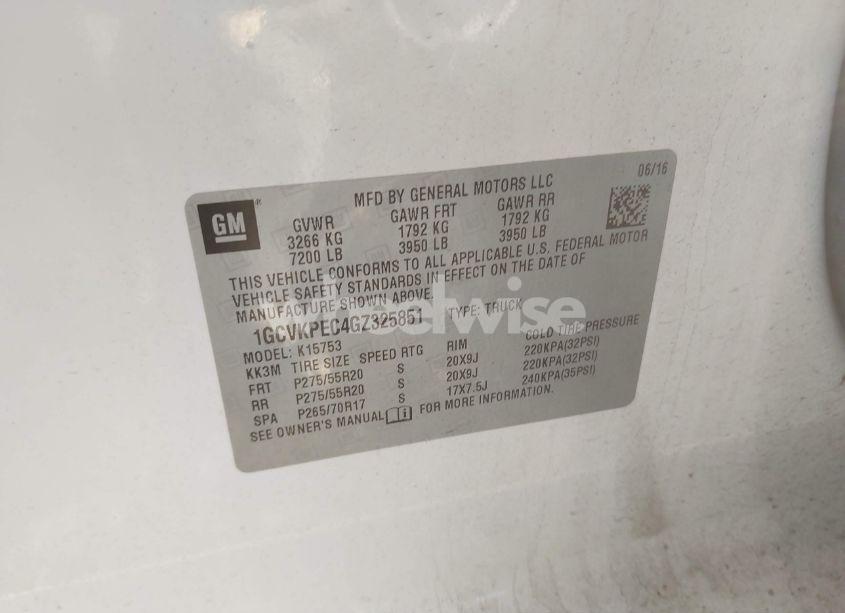 MFD BY GENERAL MOTORS LLC 06/16
GM®
GVWR GAWR FRT GAWR RR
3266 KG 1792 KG 1792 KG
7200 LB 3950 LB 3950 LB
THIS VEHICLE CONFORMS TO ALL APPLICABLE U.S. FEDERAL MOTOR
VEHICLE SAFETY STANDARDS IN EFFECT ON THE DATE OF
MANUFACTURE SHOWN ABOVE.
1GCVKPEC4GZ325851 TYPE: TRUCK
MODEL: K15753
KK3M TIRE SIZE SPEED RTG RIM COLD TIRE PRESSURE
FRT P275/55R20 S 20X9J 220KPA(32PSI)
RR P275/55R20 S 20X9J 220KPA(32PSI)
SPA P265/70R17 S 17X7.5J 240KPA(35PSI)
SEE OWNER'S MANUAL FOR MORE INFORMATION.